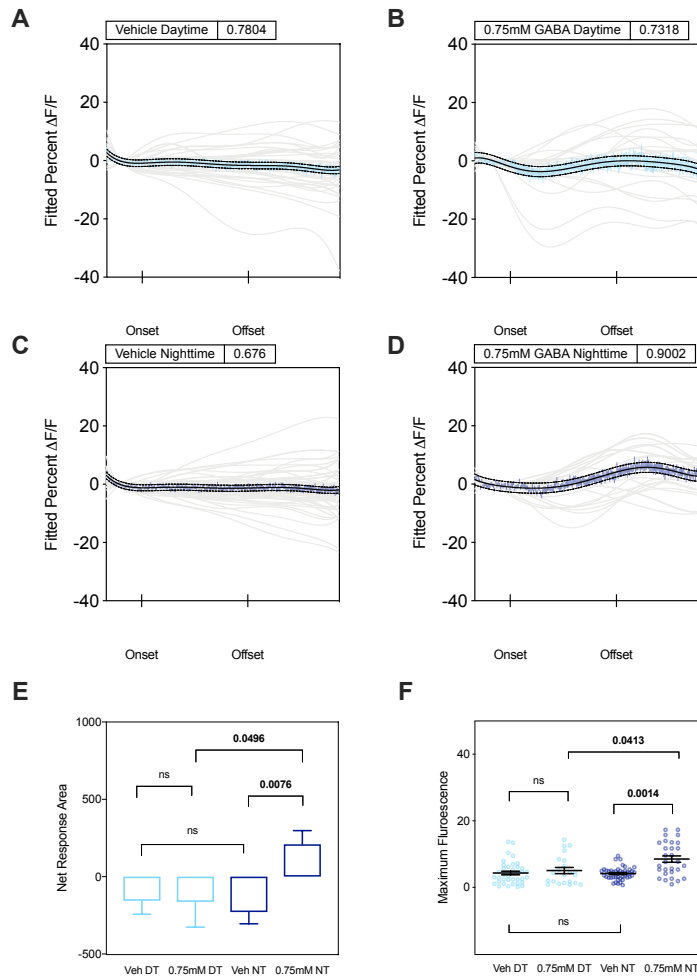 A
B
Vehicle Daytime 0.7804
0.75mM GABA Daytime 0.7318
40
20
0
-20
-40
Fitted Percent ΔF/F
Onset
Offset
40
20
0
-20
-40
Fitted Percent ΔF/F
Onset
Offset
C
D
Vehicle Nighttime 0.676
0.75mM GABA Nighttime 0.9002
40
20
0
-20
-40
Fitted Percent ΔF/F
Onset
Offset
40
20
0
-20
-40
Fitted Percent ΔF/F
Onset
Offset
E
1000
500
0
-500
Net Response Area
0.0496
ns
0.0076
ns
Veh DT 0.75mM DT Veh NT 0.75mM NT
F
40
20
0
Maximum Fluroescence
0.0413
ns
0.0014
ns
Veh DT 0.75mM DT Veh NT 0.75mM NT